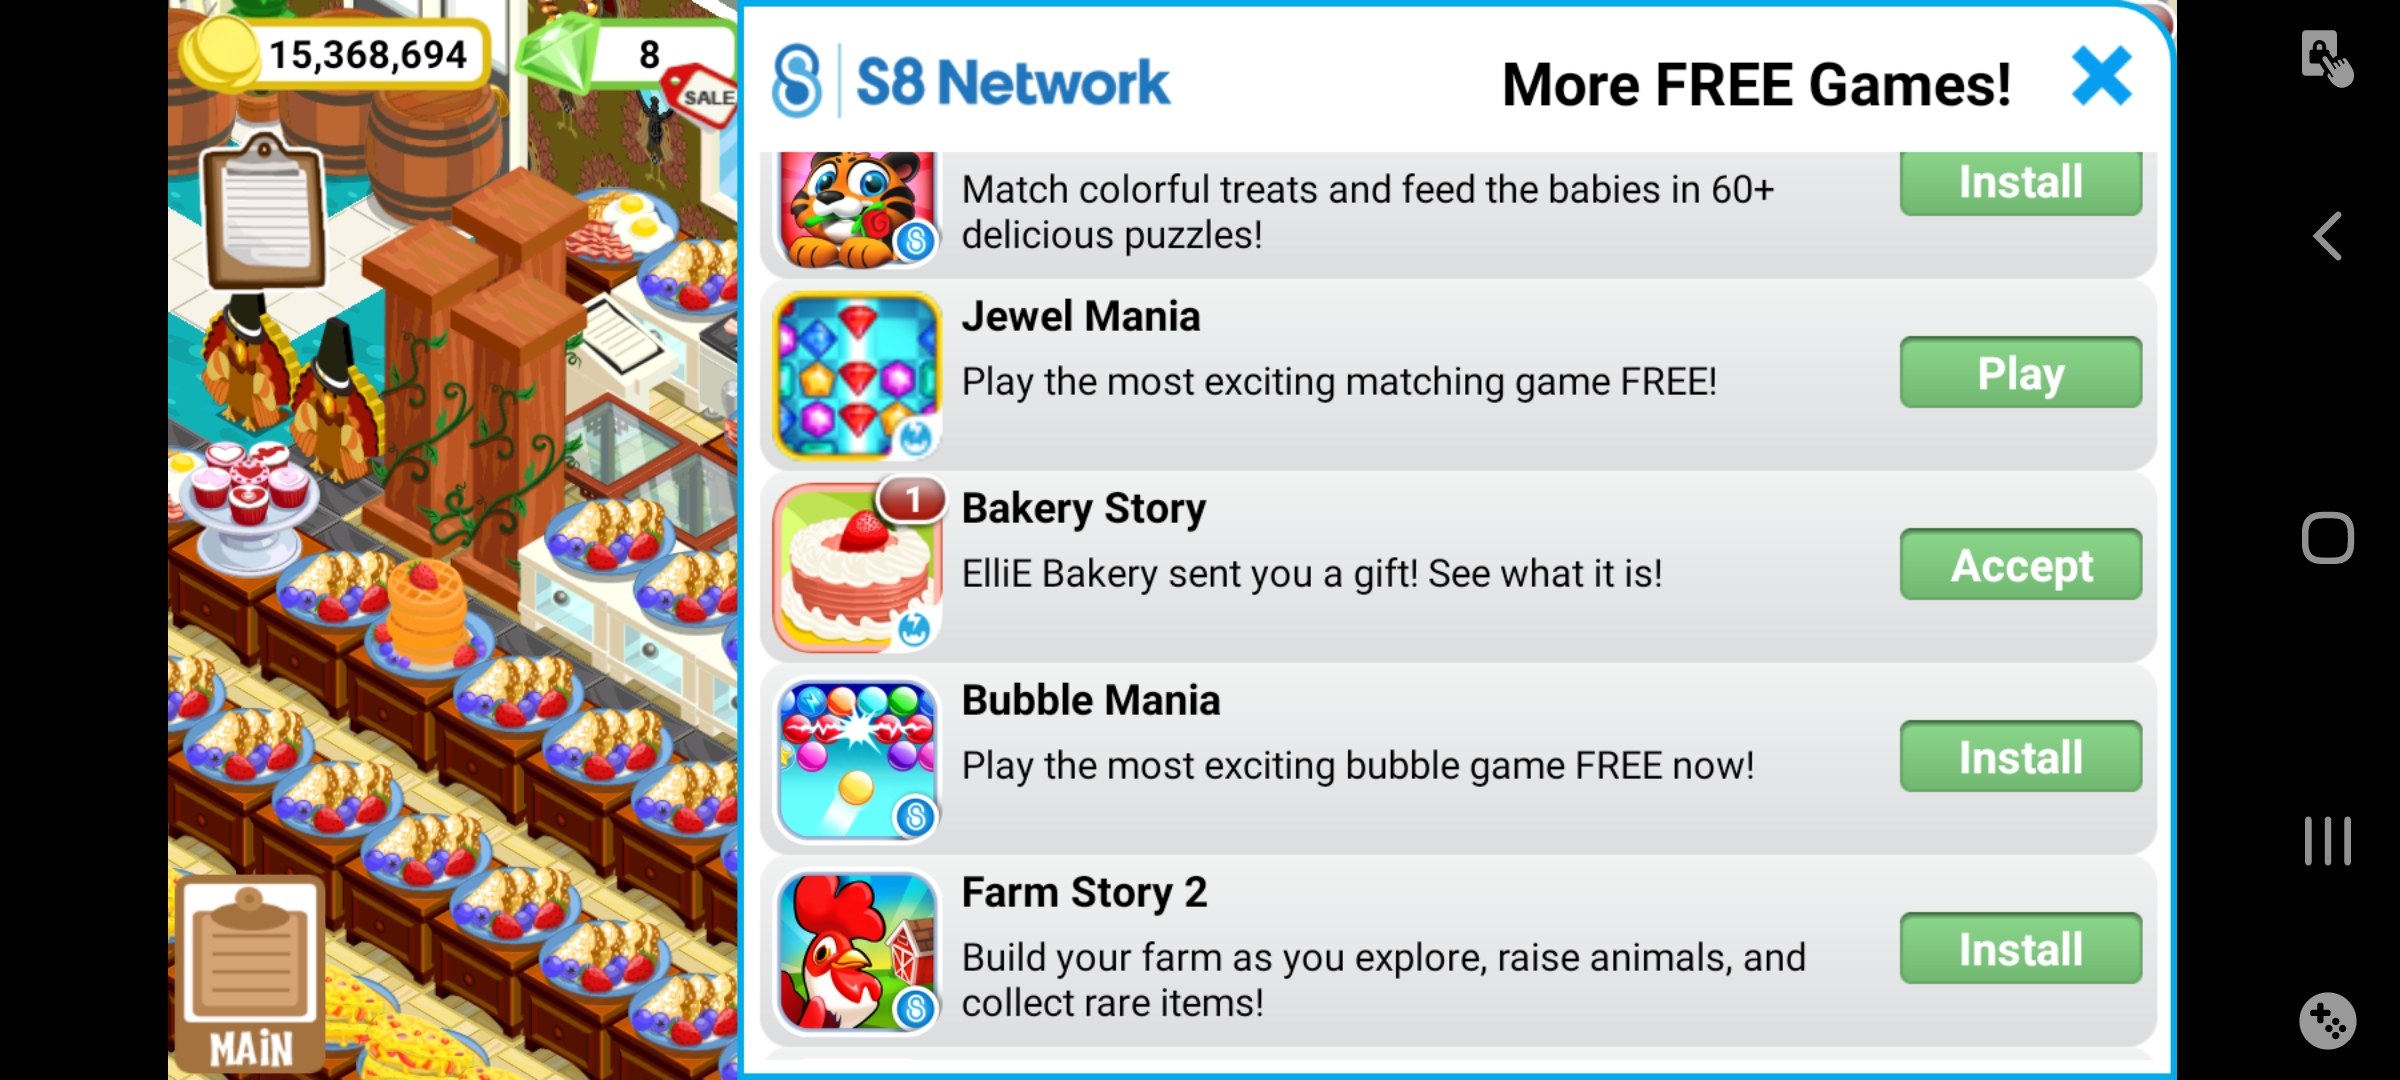 15,368,694
8
SALE
S8 Network
More FREE Games!
Match colorful treats and feed the babies in 60+
delicious puzzles!
Install
Jewel Mania
Play the most exciting matching game FREE!
Play
1
Bakery Story
ElliE Bakery sent you a gift! See what it is!
Accept
Bubble Mania
Play the most exciting bubble game FREE now!
Install
Farm Story 2
Build your farm as you explore, raise animals, and
collect rare items!
Install
MAiN